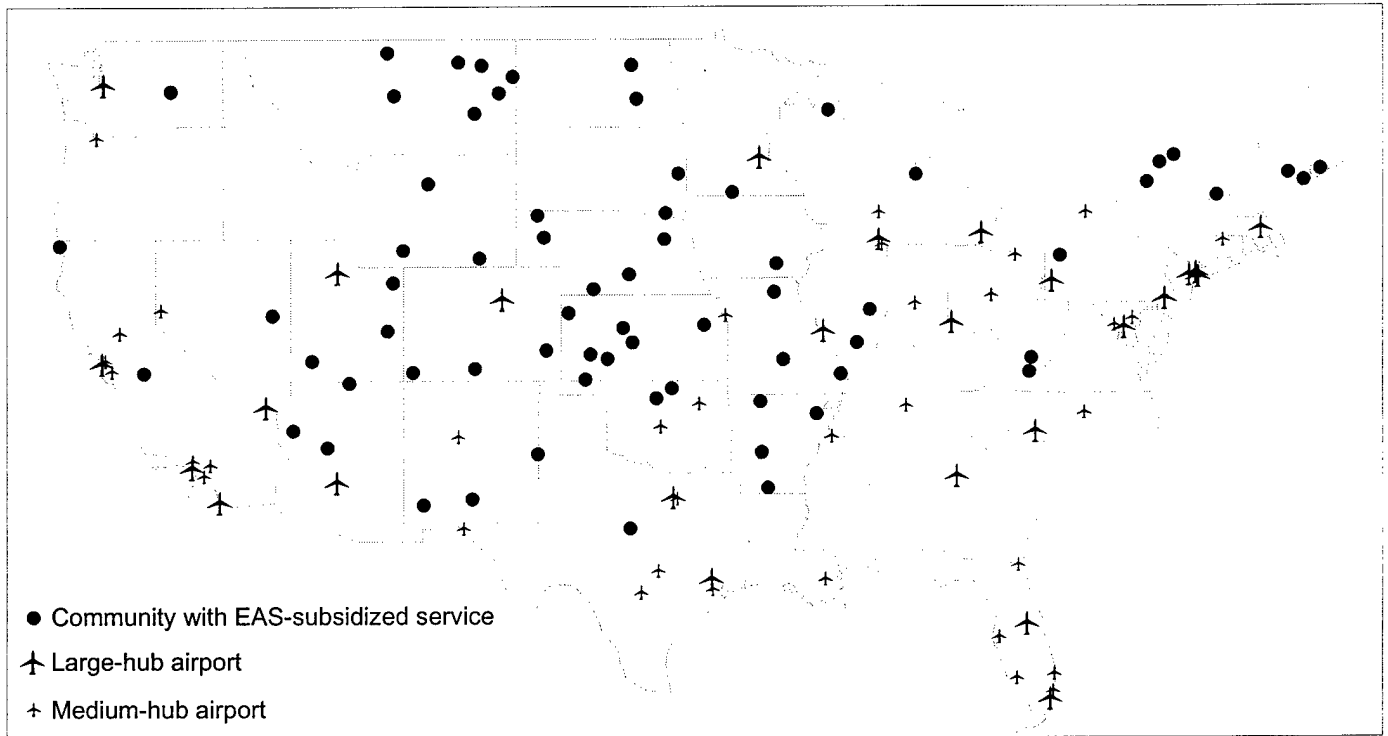 Community with EAS-subsidized service
Large-hub airport
Medium-hub airport